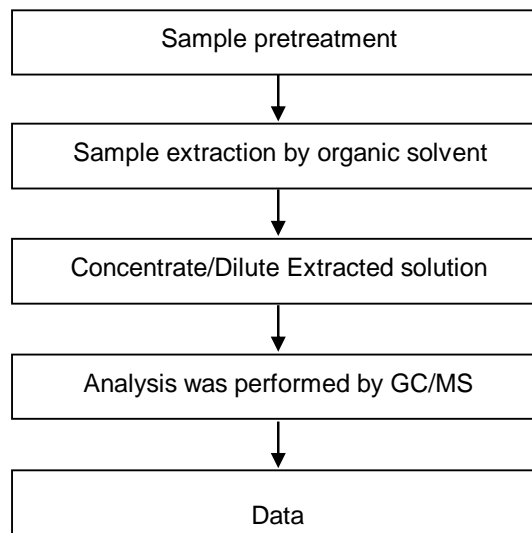 Sample pretreatment
Sample extraction by organic solvent
Concentrate/Dilute Extracted solution
Analysis was performed by GC/MS
Data